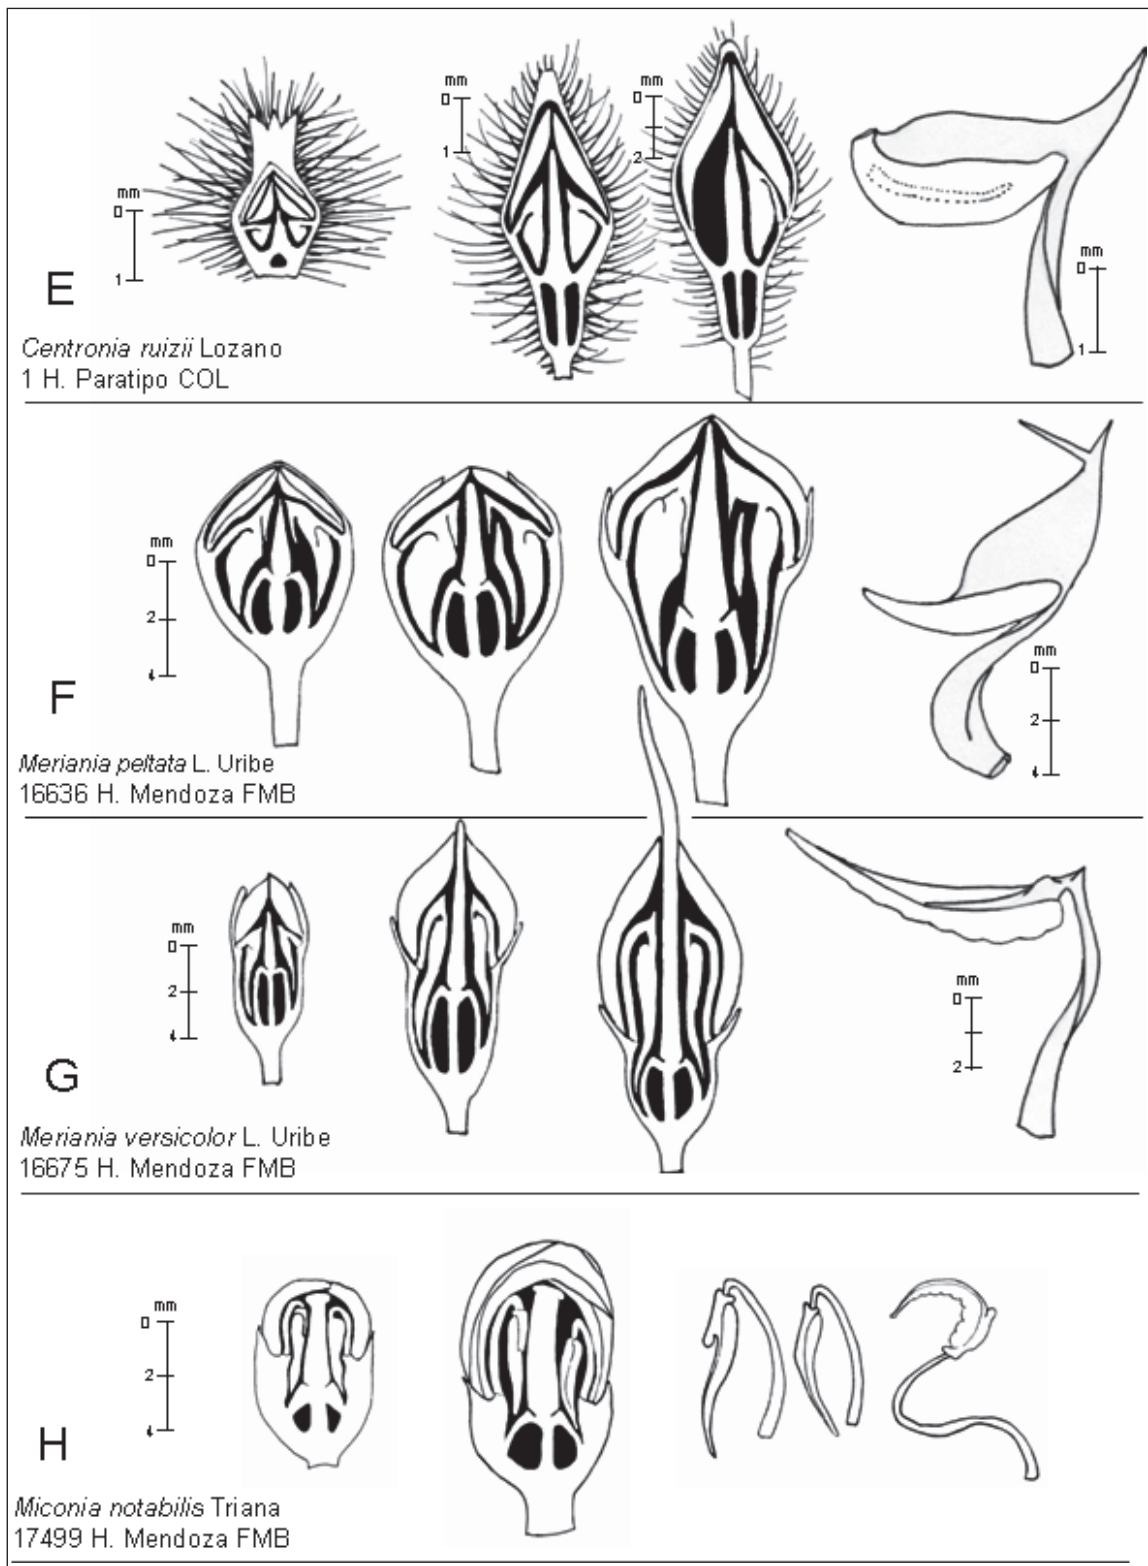 mm
0
1
mm
0
1
mm
0
2
mm
0
1
E
Centronia ruizii Lozano
1 H. Paratipo COL
mm
0
2
4
mm
0
2
4
F
Meriania peltata L. Uribe
16636 H. Mendoza FMB
mm
0
2
4
mm
0
2
G
Meriania versicolor L. Uribe
16675 H. Mendoza FMB
mm
0
2
4
H
Miconia notabilis Triana
17499 H. Mendoza FMB